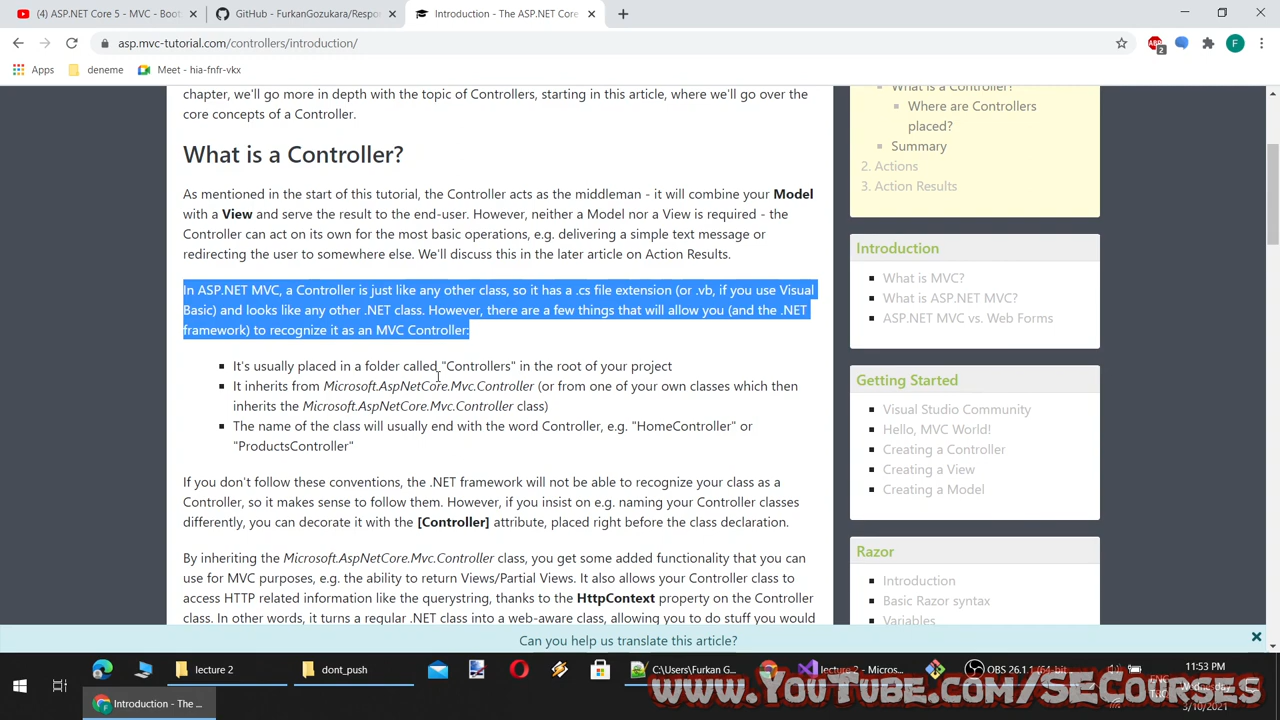 (4) ASP.NET Core 5 - MVC - Boot
GitHub - FurkanGozukara/Respo
Introduction - The ASP.NET Core
asp.mvc-tutorial.com/controllers/introduction/
2
F
Apps
deneme
Meet - hia-fnfr-vkx
chapter, we'll go more in depth with the topic of Controllers, starting in this article, where we'll go over the
core concepts of a Controller.
What is a Controller?
As mentioned in the start of this tutorial, the Controller acts as the middleman - it will combine your Model
with a View and serve the result to the end-user. However, neither a Model nor a View is required - the
Controller can act on its own for the most basic operations, e.g. delivering a simple text message or
redirecting the user to somewhere else. We'll discuss this in the later article on Action Results.
In ASP.NET MVC, a Controller is just like any other class, so it has a .cs file extension (or .vb, if you use Visual
Basic) and looks like any other .NET class. However, there are a few things that will allow you (and the .NET
framework) to recognize it as an MVC Controller:
It's usually placed in a folder called "Controllers" in the root of your project
It inherits from Microsoft.AspNetCore.Mvc.Controller (or from one of your own classes which then
inherits the Microsoft.AspNetCore.Mvc.Controller class)
The name of the class will usually end with the word Controller, e.g. "HomeController" or
"ProductsController"
If you don't follow these conventions, the .NET framework will not be able to recognize your class as a
Controller, so it makes sense to follow them. However, if you insist on e.g. naming your Controller classes
differently, you can decorate it with the [Controller] attribute, placed right before the class declaration.
By inheriting the Microsoft.AspNetCore.Mvc.Controller class, you get some added functionality that you can
use for MVC purposes, e.g. the ability to return Views/Partial Views. It also allows your Controller class to
access HTTP related information like the querystring, thanks to the HttpContext property on the Controller
class. In other words, it turns a regular .NET class into a web-aware class, allowing you to do stuff you would
What is a Controller?
Where are Controllers
placed?
Summary
2. Actions
3. Action Results
Introduction
What is MVC?
What is ASP.NET MVC?
ASP.NET MVC vs. Web Forms
Getting Started
Visual Studio Community
Hello, MVC World!
Creating a Controller
Creating a View
Creating a Model
Razor
Introduction
Basic Razor syntax
Variables
Can you help us translate this article?
lecture 2
dont_push
C:\Users\Furkan G...
lecture 2 - Micros...
OBS 26.1.1 (64-bit...
ENG
11:53 PM
Wednesday
3/10/2021
Introduction - The ...
www.YouTube.com/SECourses